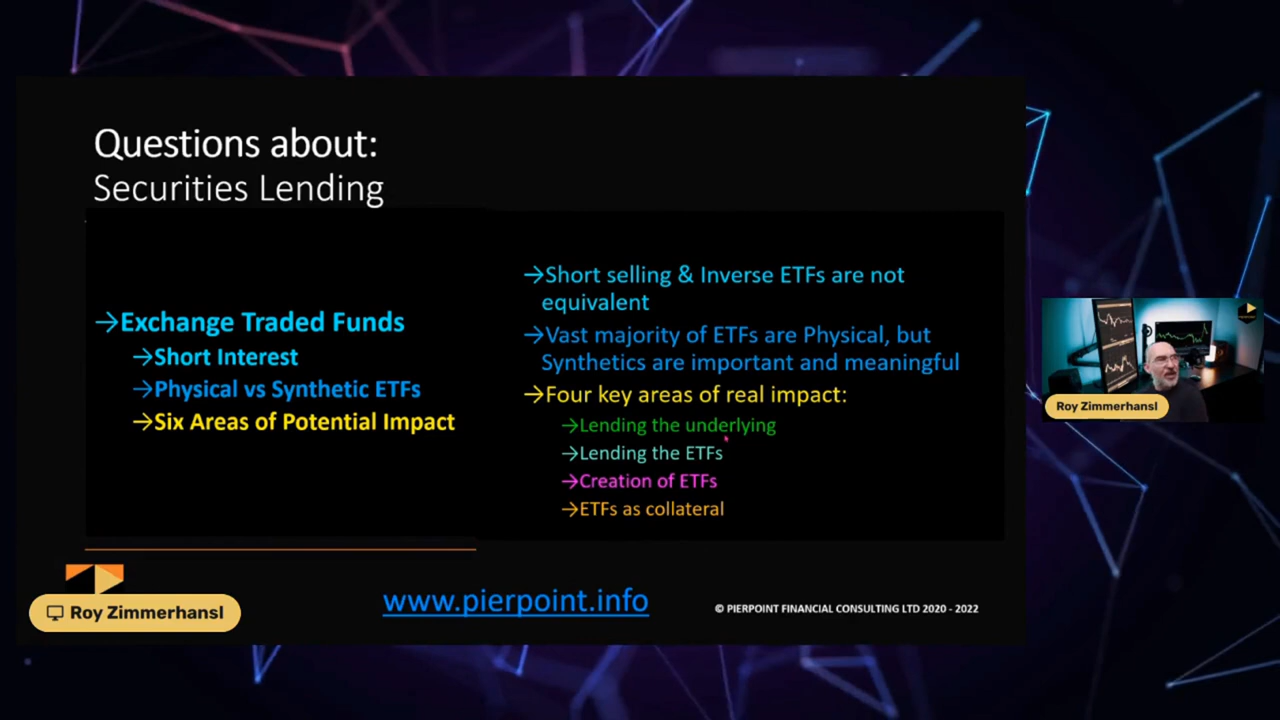 Questions about:
Securities Lending
→Exchange Traded Funds
→Short Interest
→Physical vs Synthetic ETFs
→Six Areas of Potential Impact
→Short selling & Inverse ETFs are not
equivalent
→Vast majority of ETFs are Physical, but
Synthetics are important and meaningful
→Four key areas of real impact:
→Lending the underlying
→Lending the ETFs
→Creation of ETFs
→ETFs as collateral
Roy Zimmerhansl
Roy Zimmerhansl
www.pierpoint.info
© PIERPOINT FINANCIAL CONSULTING LTD 2020 - 2022